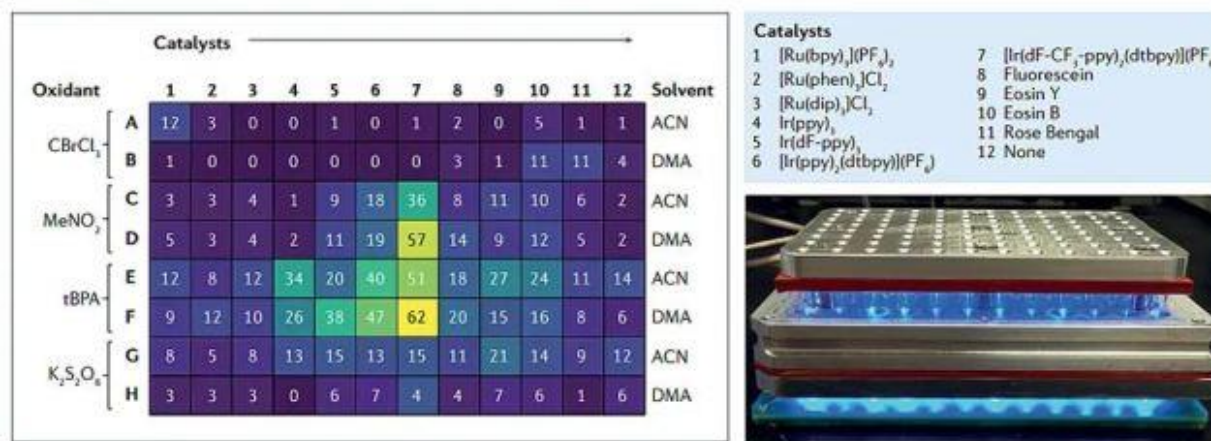 Catalysts
Oxidant 1 2 3 4 5 6 7 8 9 10 11 12 Solvent
CBrCl₃
A 12 3 0 0 1 0 1 2 0 5 1 1 ACN
B 1 0 0 0 0 0 0 3 1 11 11 4 DMA
MeNO₂
C 3 3 4 1 9 18 36 8 11 10 6 2 ACN
D 5 3 4 2 11 19 57 14 9 12 5 2 DMA
tBPA
E 12 8 12 34 20 40 51 18 27 24 11 14 ACN
F 9 12 10 26 38 47 62 20 15 16 8 6 DMA
K₂S₂O₈
G 8 5 8 13 15 13 15 11 21 14 9 12 ACN
H 3 3 3 0 6 7 4 4 7 6 1 6 DMA
Catalysts
1 [Ru(bpy)₃](PF₆)₂
2 [Ru(phen)₃]Cl₂
3 [Ru(dip)₃]Cl₂
4 Ir(ppy)₃
5 Ir(dF-ppy)₃
6 [Ir(ppy)₂(dtbpy)](PF₆)
7 [Ir(dF-CF₃-ppy)₂(dtbpy)](PF
8 Fluorescein
9 Eosin Y
10 Eosin B
11 Rose Bengal
12 None